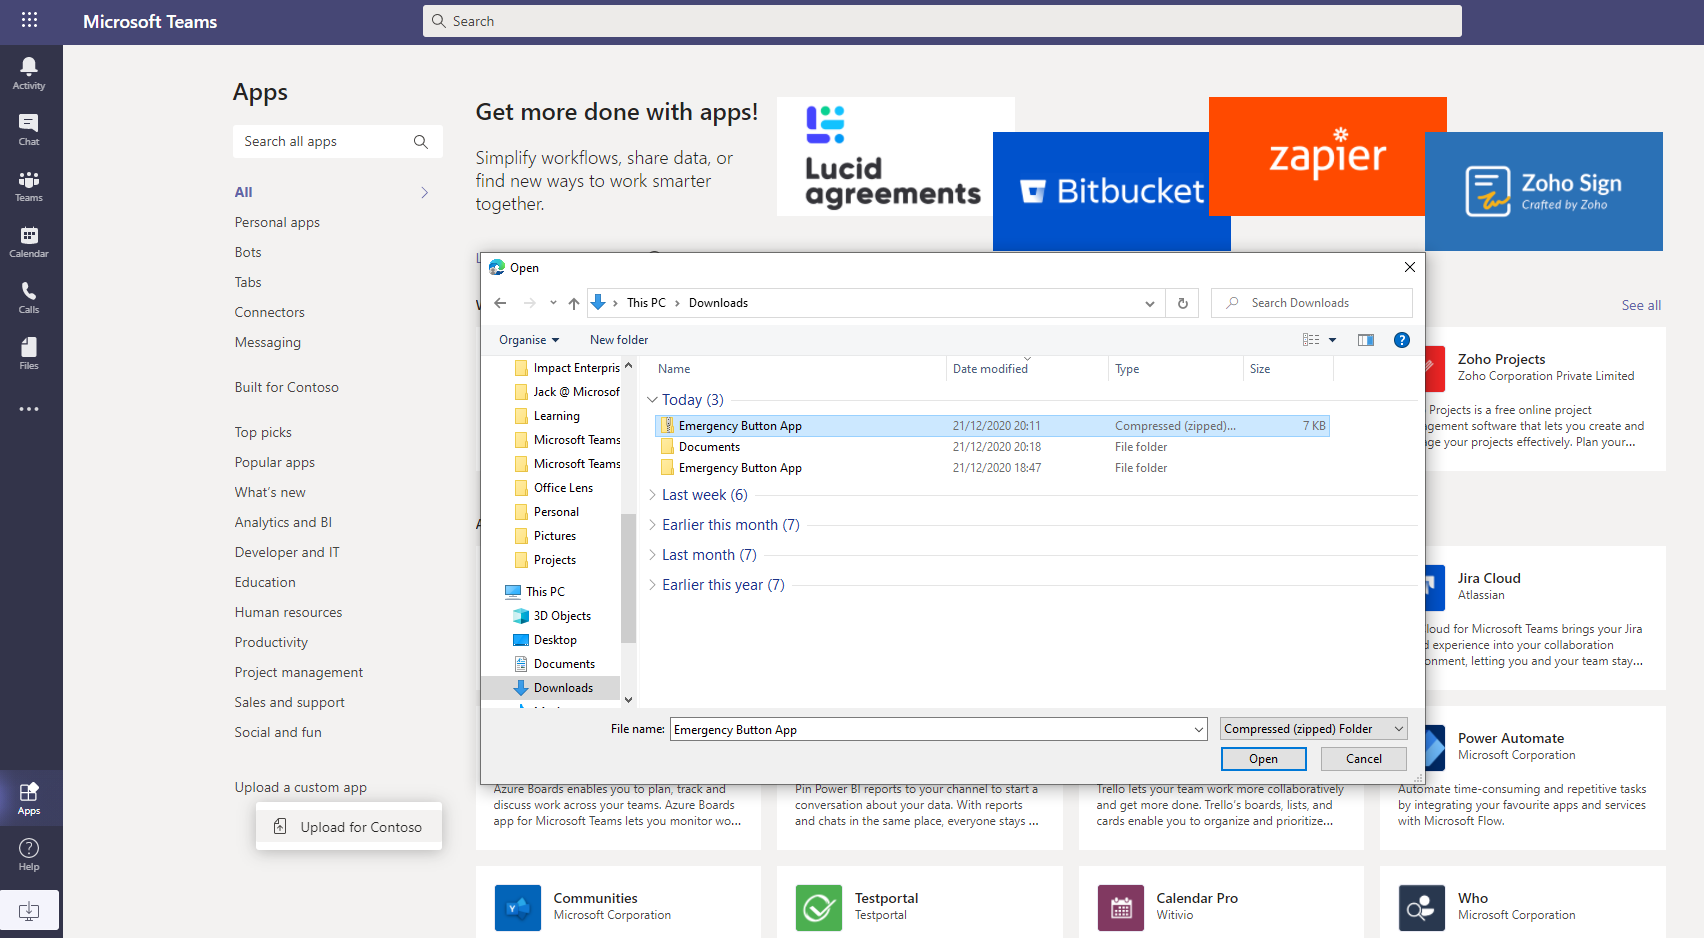 Microsoft Teams
Search
Activity
Chat
Teams
Calendar
Calls
Files
Apps
Help
Apps
Search all apps
All
Personal apps
Bots
Tabs
Connectors
Messaging
Built for Contoso
Top picks
Popular apps
What's new
Analytics and BI
Developer and IT
Education
Human resources
Productivity
Project management
Sales and support
Social and fun
Upload a custom app
Upload for Contoso
Get more done with apps!
Simplify workflows, share data, or
find new ways to work smarter
together.
Lucid
agreements
Bitbucket
zapier
Zoho Sign
Crafted by Zoho
See all
Open
This PC
Downloads
Search Downloads
Organise
New folder
Impact Enterpris
Jack @ Microsof
Learning
Microsoft Teams
Microsoft Teams
Office Lens
Personal
Pictures
Projects
This PC
3D Objects
Desktop
Documents
Downloads
Name Date modified Type Size
Today (3)
Emergency Button App 21/12/2020 20:11 Compressed (zipped)... 7 KB
Documents 21/12/2020 20:18 File folder
Emergency Button App 21/12/2020 18:47 File folder
Last week (6)
Earlier this month (7)
Last month (7)
Earlier this year (7)
File name: Emergency Button App
Compressed (zipped) Folder
Open
Cancel
Zoho Projects
Zoho Corporation Private Limited
Projects is a free online project
gement software that lets you create and
ge your projects effectively. Plan your...
Jira Cloud
Atlassian
loud for Microsoft Teams brings your Jira
experience into your collaboration
onment, letting you and your team stay...
Power Automate
Microsoft Corporation
Automate time-consuming and repetitive tasks
by integrating your favourite apps and services
with Microsoft Flow.
Azure Boards enables you to plan, track and
discuss work across your teams. Azure Boards
app for Microsoft Teams lets you monitor wo...
Pin Power BI reports to your channel to start a
conversation about your data. With reports
and chats in the same place, everyone stays ...
Trello lets your team work more collaboratively
and get more done. Trello's boards, lists, and
cards enable you to organize and prioritize...
Communities
Microsoft Corporation
Testportal
Testportal
Calendar Pro
Witivio
Who
Microsoft Corporation